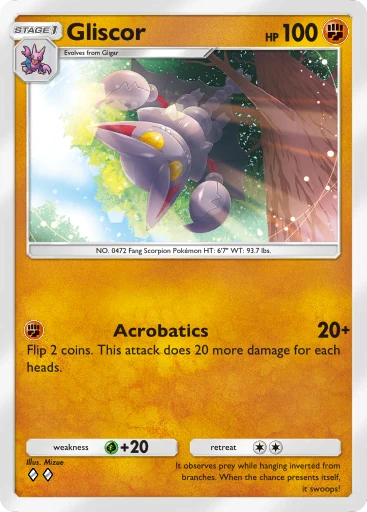 STAGE 1
Gliscor
HP 100
Evolves from Gligar
NO. 0472 Fang Scorpion Pokémon HT: 6'7" WT: 93.7 lbs.
Acrobatics 20+
Flip 2 coins. This attack does 20 more damage for each
heads.
weakness +20
retreat
Illus. Mizue
It observes prey while hanging inverted from
branches. When the chance presents itself,
it swoops!